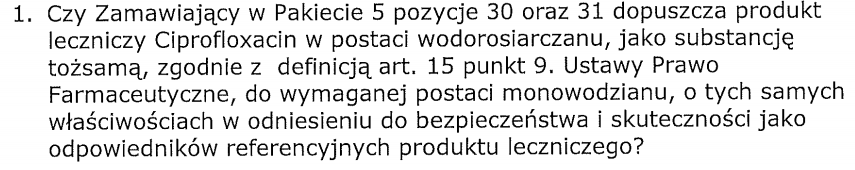 1. Czy Zamawiający w Pakiecie 5 pozycje 30 oraz 31 dopuszcza produkt
leczniczy Ciprofloxacin w postaci wodorosiarczanu, jako substancję
tożsamą, zgodnie z definicją art. 15 punkt 9. Ustawy Prawo
Farmaceutyczne, do wymaganej postaci monowodzianu, o tych samych
właściwościach w odniesieniu do bezpieczeństwa i skuteczności jako
odpowiedników referencyjnych produktu leczniczego?